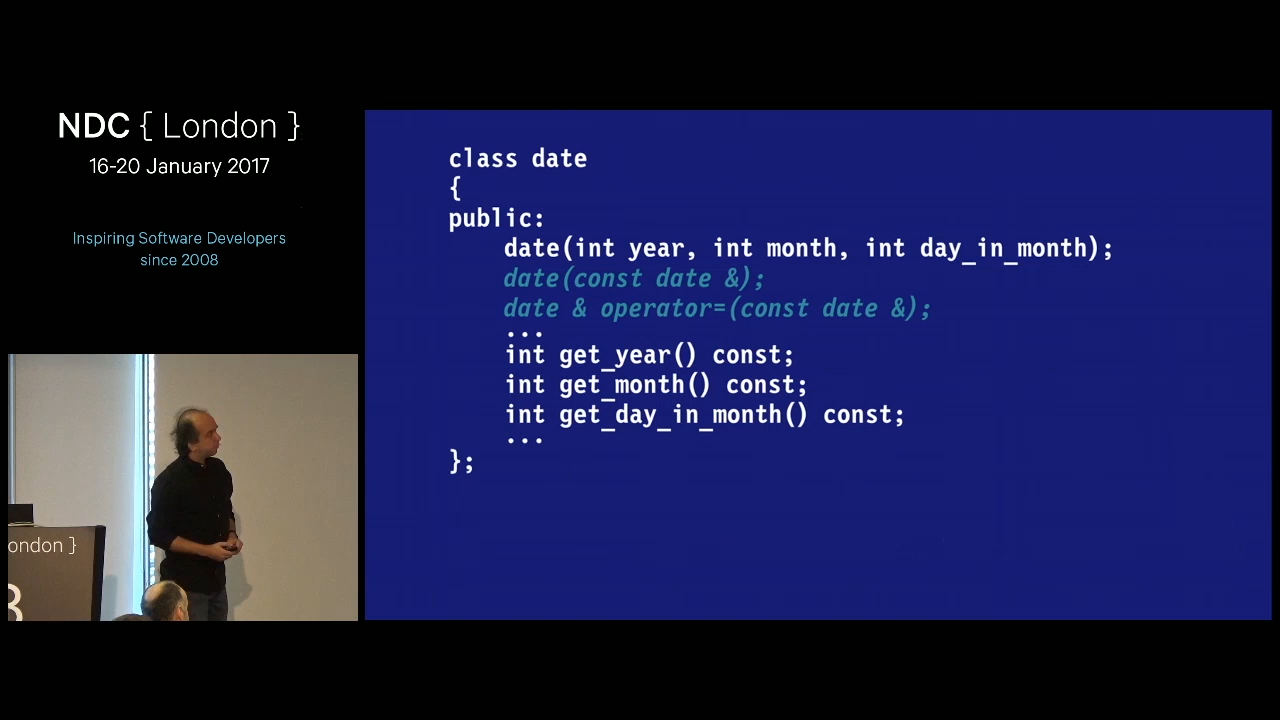 NDC { London }
16-20 January 2017
Inspiring Software Developers
since 2008
class date
{
public:
    date(int year, int month, int day_in_month);
    date(const date &);
    date & operator=(const date &);
    ...
    int get_year() const;
    int get_month() const;
    int get_day_in_month() const;
    ...
};
ondon }